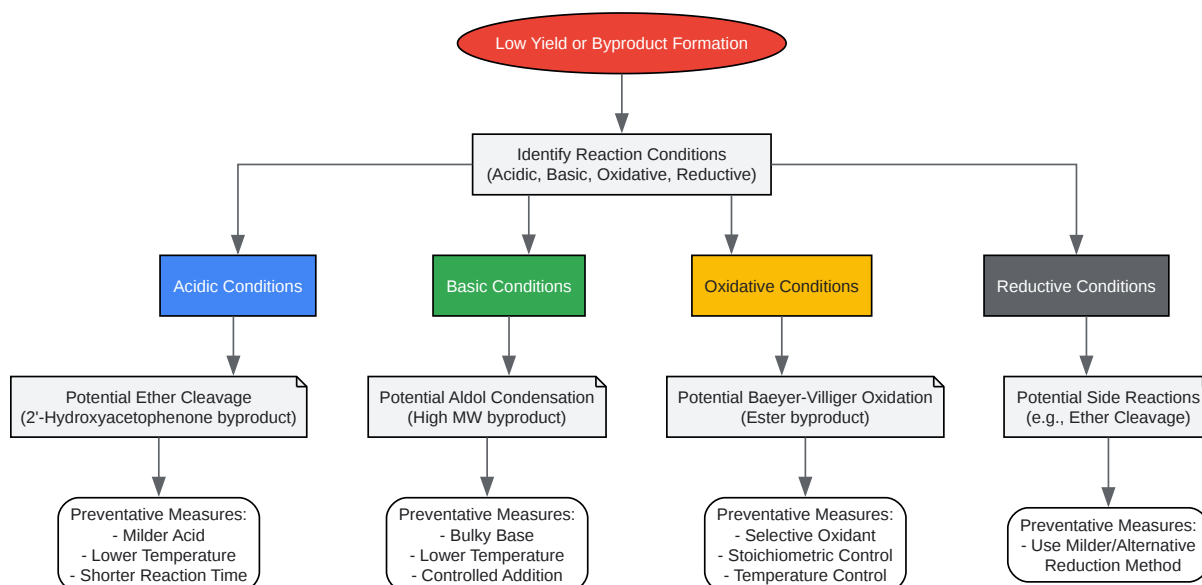 Low Yield or Byproduct Formation
Identify Reaction Conditions
(Acidic, Basic, Oxidative, Reductive)
Acidic Conditions
Basic Conditions
Oxidative Conditions
Reductive Conditions
Potential Ether Cleavage
(2'-Hydroxyacetophenone byproduct)
Potential Aldol Condensation
(High MW byproduct)
Potential Baeyer-Villiger Oxidation
(Ester byproduct)
Potential Side Reactions
(e.g., Ether Cleavage)
Preventative Measures:
- Milder Acid
- Lower Temperature
- Shorter Reaction Time
Preventative Measures:
- Bulky Base
- Lower Temperature
- Controlled Addition
Preventative Measures:
- Selective Oxidant
- Stoichiometric Control
- Temperature Control
Preventative Measures:
- Use Milder/Alternative
Reduction Method